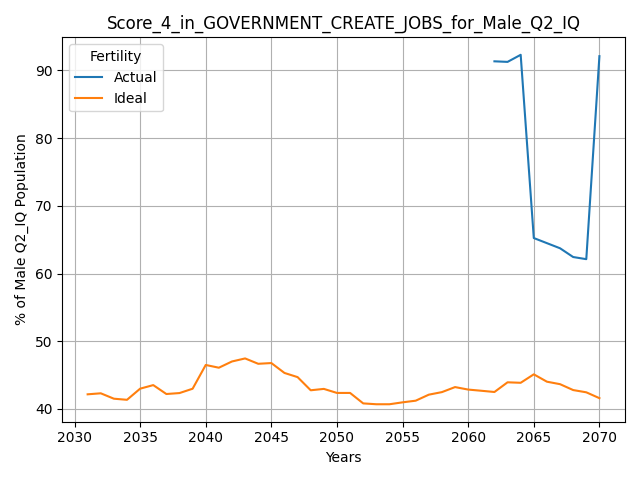 Score_4_in_GOVERNMENT_CREATE_JOBS_for_Male_Q2_IQ
Fertility
Actual
Ideal
% of Male Q2_IQ Population
90
80
70
60
50
40
2030 2035 2040 2045 2050 2055 2060 2065 2070
Years